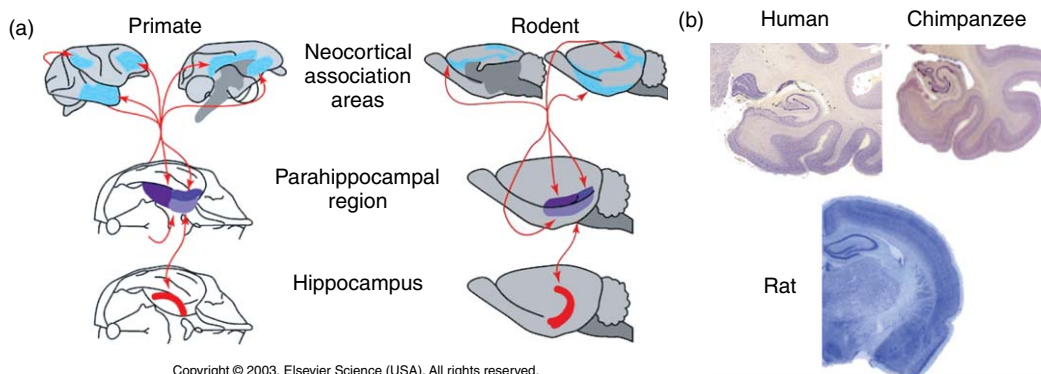 (a)
Primate
Neocortical
association
areas
Rodent
Parahippocampal
region
Hippocampus
Copyright © 2003, Elsevier Science (USA). All rights reserved.
(b)
Human
Chimpanzee
Rat